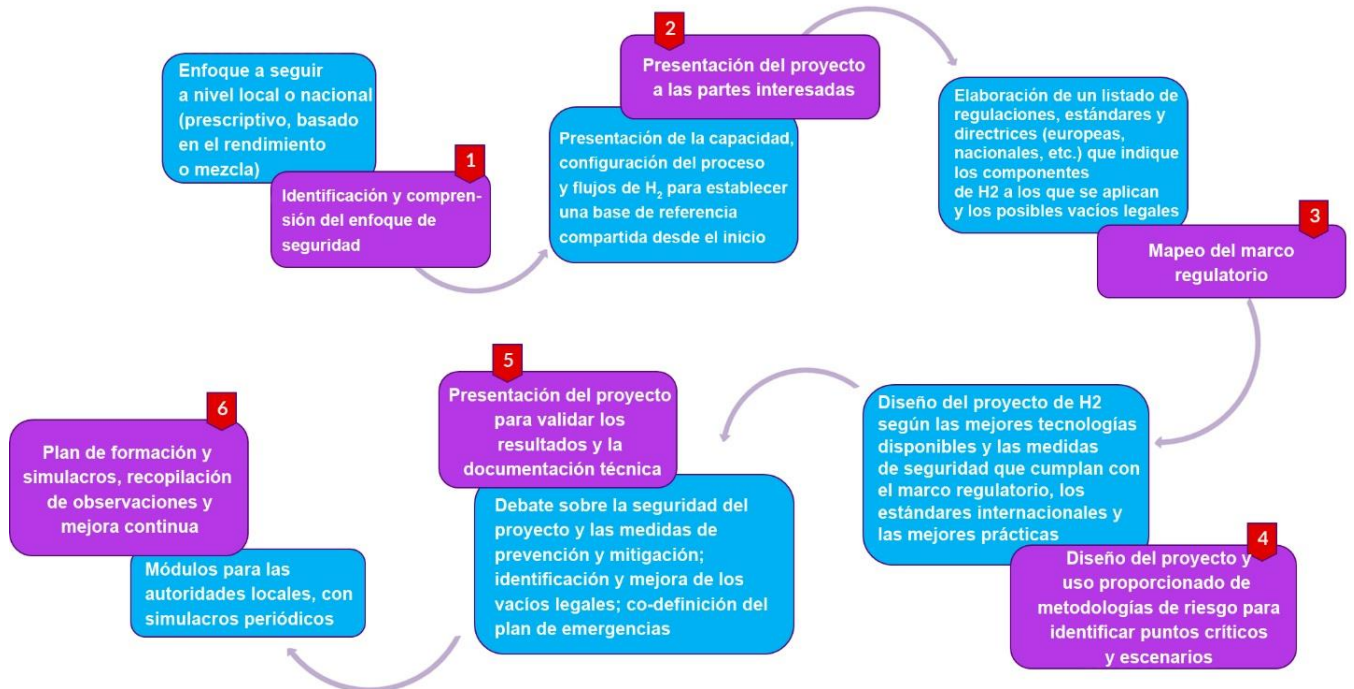 1
Enfoque a seguir
a nivel local o nacional
(prescriptivo, basado
en el rendimiento
o mezcla)
Identificación y compren-
sión del enfoque de
seguridad
2
Presentación del proyecto
a las partes interesadas
Presentación de la capacidad,
configuración del proceso
y flujos de H₂ para establecer
una base de referencia
compartida desde el inicio
Elaboración de un listado de
regulaciones, estándares y
directrices (europeas,
nacionales, etc.) que indique
los componentes
de H2 a los que se aplican
y los posibles vacíos legales
3
Mapeo del marco
regulatorio
Diseño del proyecto de H2
según las mejores tecnologías
disponibles y las medidas
de seguridad que cumplan con
el marco regulatorio, los
estándares internacionales y
las mejores prácticas
4
Diseño del proyecto y
uso proporcionado de
metodologías de riesgo para
identificar puntos críticos
y escenarios
5
Presentación del proyecto
para validar los
resultados y la
documentación técnica
Debate sobre la seguridad del
proyecto y las medidas de
prevención y mitigación;
identificación y mejora de los
vacíos legales; co-definición del
plan de emergencias
6
Plan de formación y
simulacros, recopilación
de observaciones y
mejora continua
Módulos para las
autoridades locales, con
simulacros periódicos